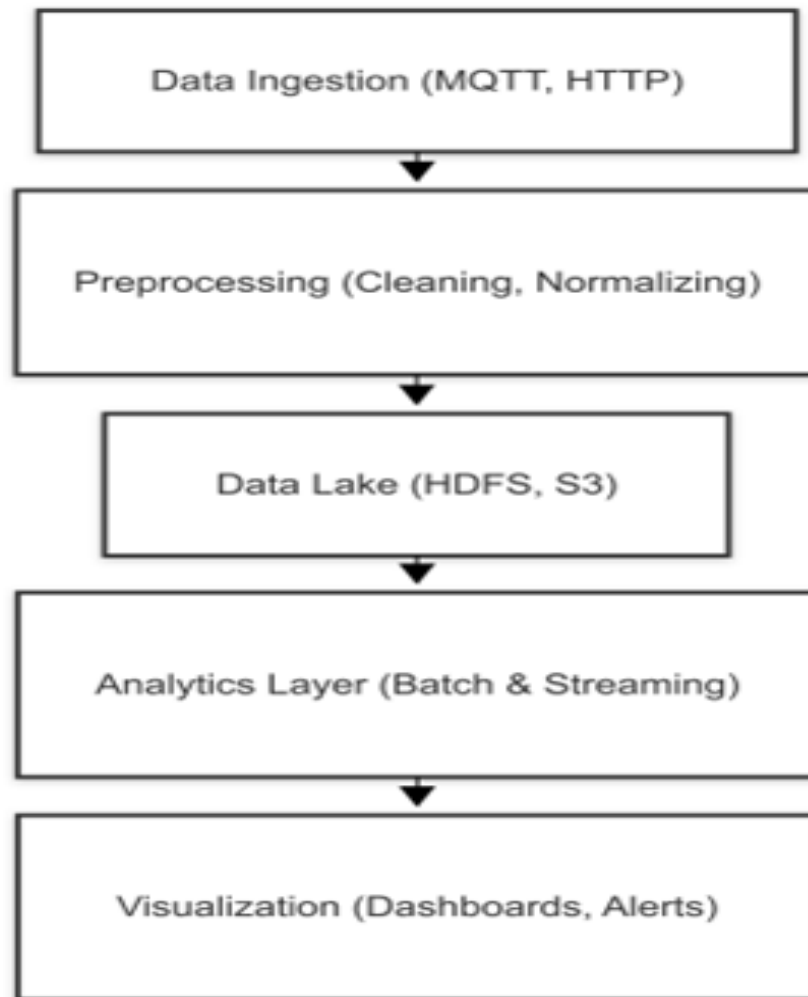 Data Ingestion (MQTT, HTTP)
Preprocessing (Cleaning, Normalizing)
Data Lake (HDFS, S3)
Analytics Layer (Batch & Streaming)
Visualization (Dashboards, Alerts)